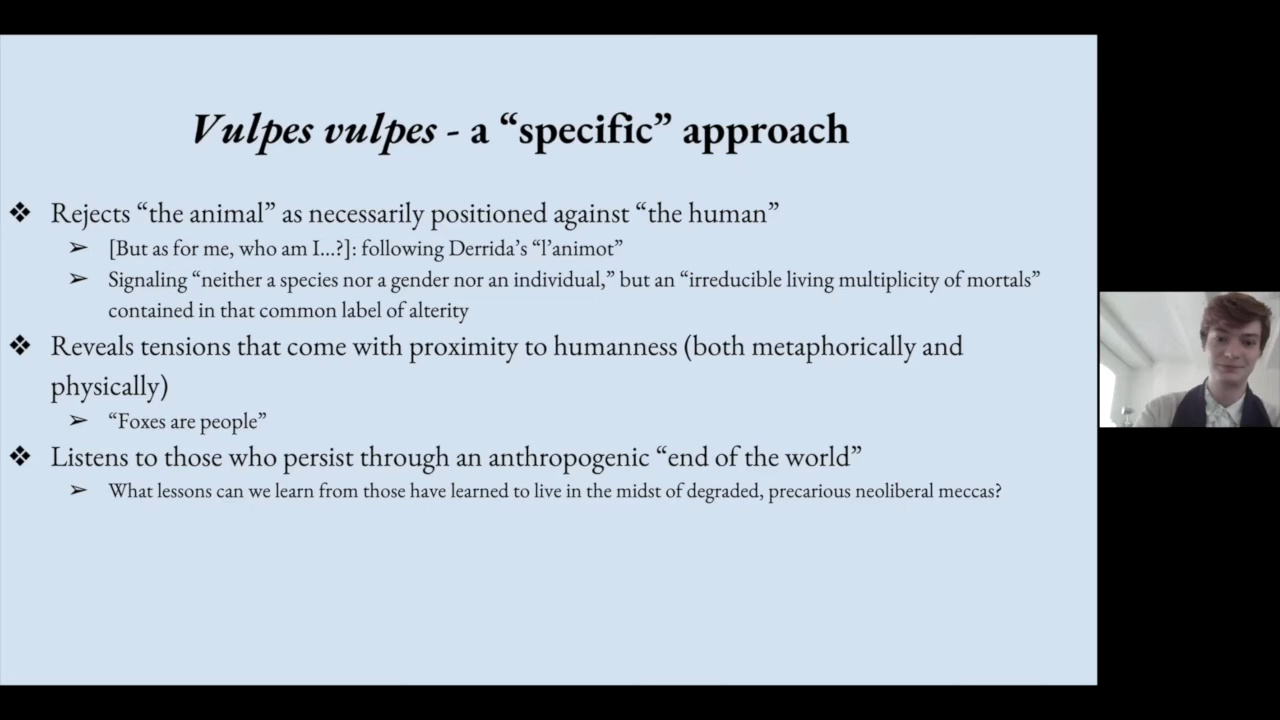 Vulpes vulpes - a “specific” approach
❖ Rejects “the animal” as necessarily positioned against “the human”
➢ [But as for me, who am I...?]: following Derrida’s “l’animot”
➢ Signaling “neither a species nor a gender nor an individual,” but an “irreducible living multiplicity of mortals”
contained in that common label of alterity
❖ Reveals tensions that come with proximity to humanness (both metaphorically and
physically)
➢ “Foxes are people”
❖ Listens to those who persist through an anthropogenic “end of the world”
➢ What lessons can we learn from those have learned to live in the midst of degraded, precarious neoliberal meccas?